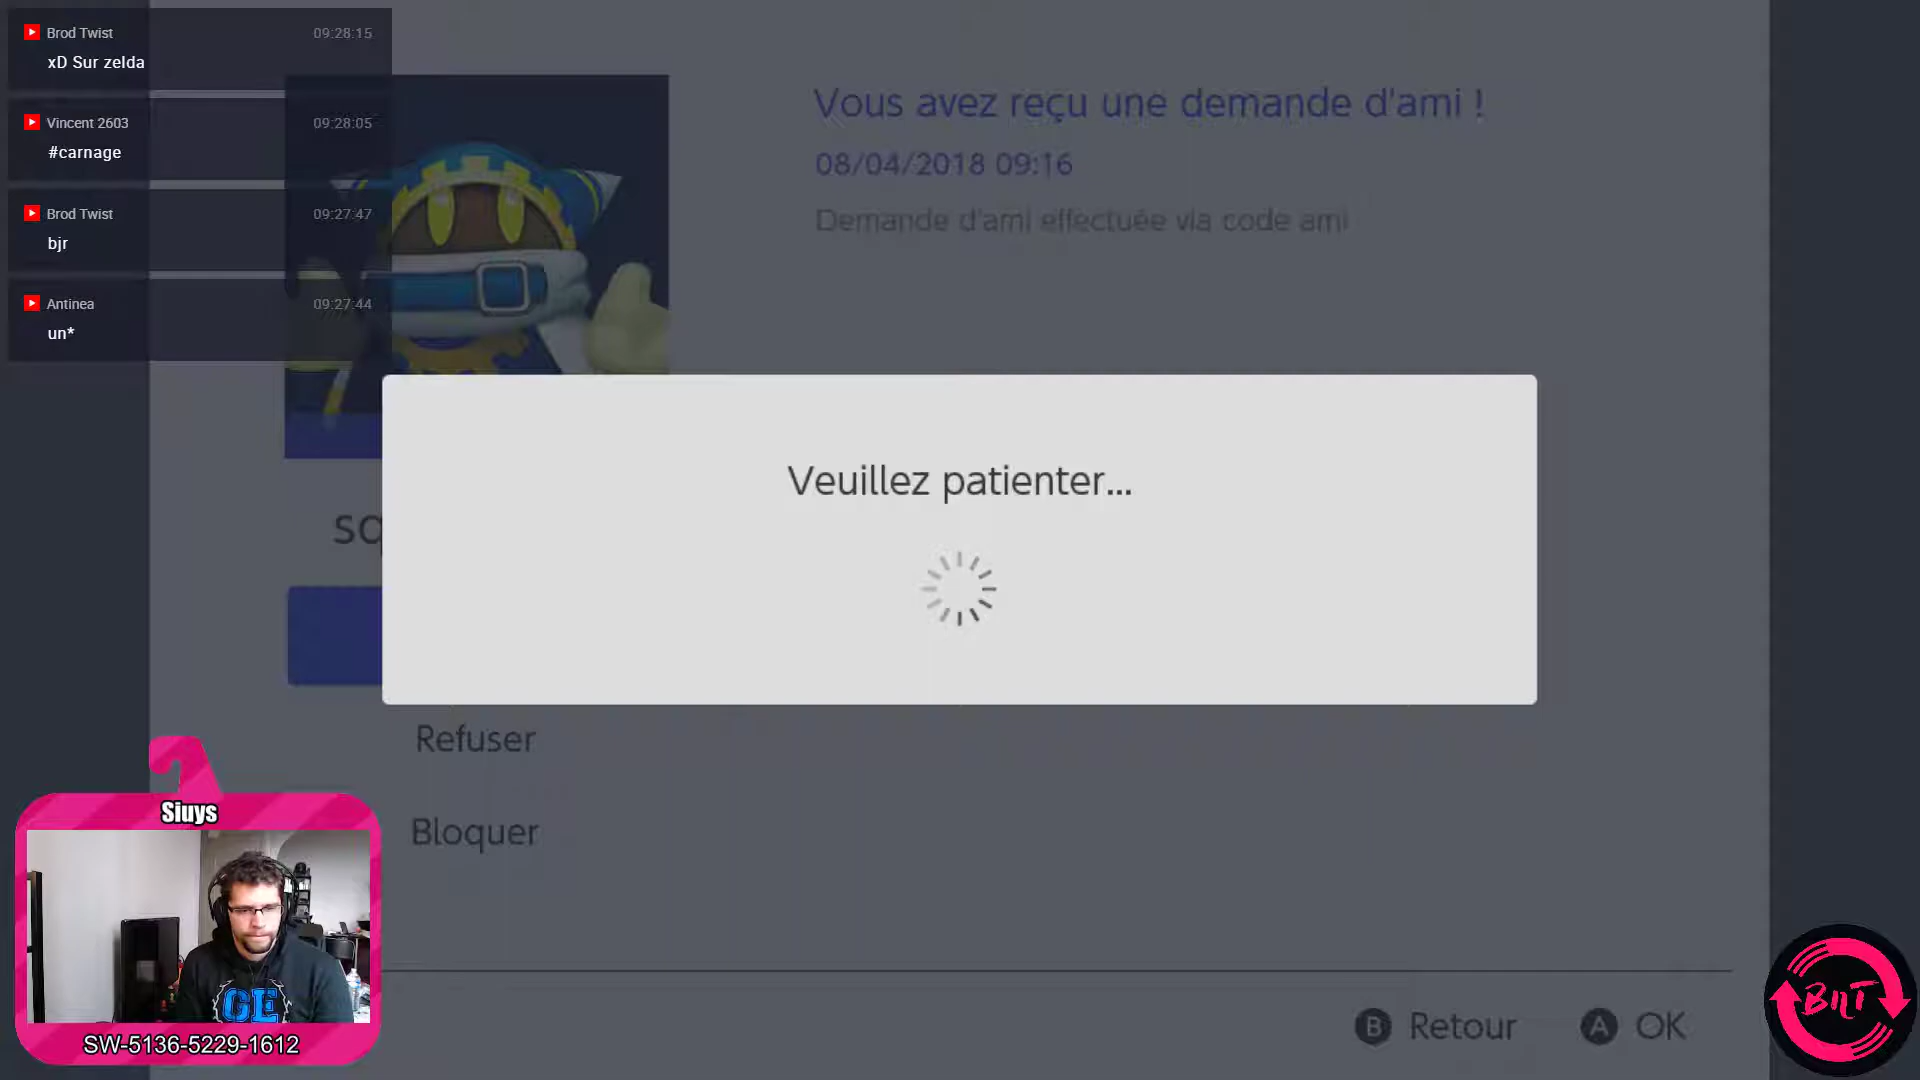 Brod Twist 09:28:15
xD Sur zelda
Vincent 2603 09:28:05
#carnage
Brod Twist 09:27:47
bjr
Antinea 09:27:44
un*
Vous avez reçu une demande d'ami !
08/04/2018 09:16
Demande d'ami effectuée via code ami
Veuillez patienter...
Refuser
Bloquer
Siuys
GE
SW-5136-5229-1612
B Retour A OK